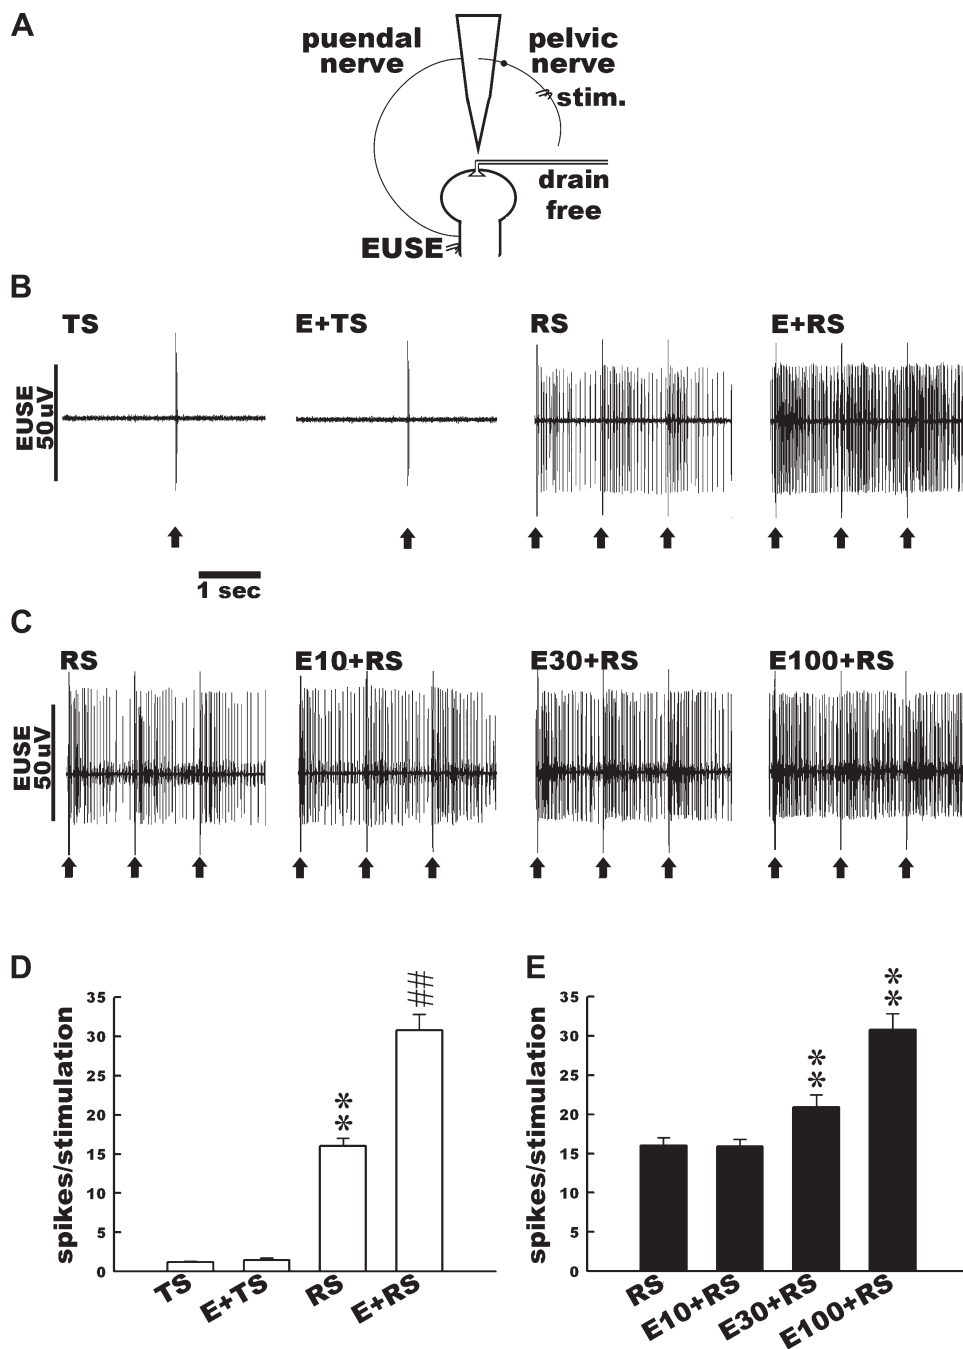 A
puendal
nerve
pelvic
nerve
stim.
drain
free
EUSE
B
TS
E+TS
RS
E+RS
EUSE
50uV
1 sec
C
RS
E10+RS
E30+RS
E100+RS
EUSE
50uV
D
##
**
35
30
25
20
15
10
5
0
spikes/stimulation
TS
E+TS
RS
E+RS
E
**
**
35
30
25
20
15
10
5
0
spikes/stimulation
RS
E10+RS
E30+RS
E100+RS